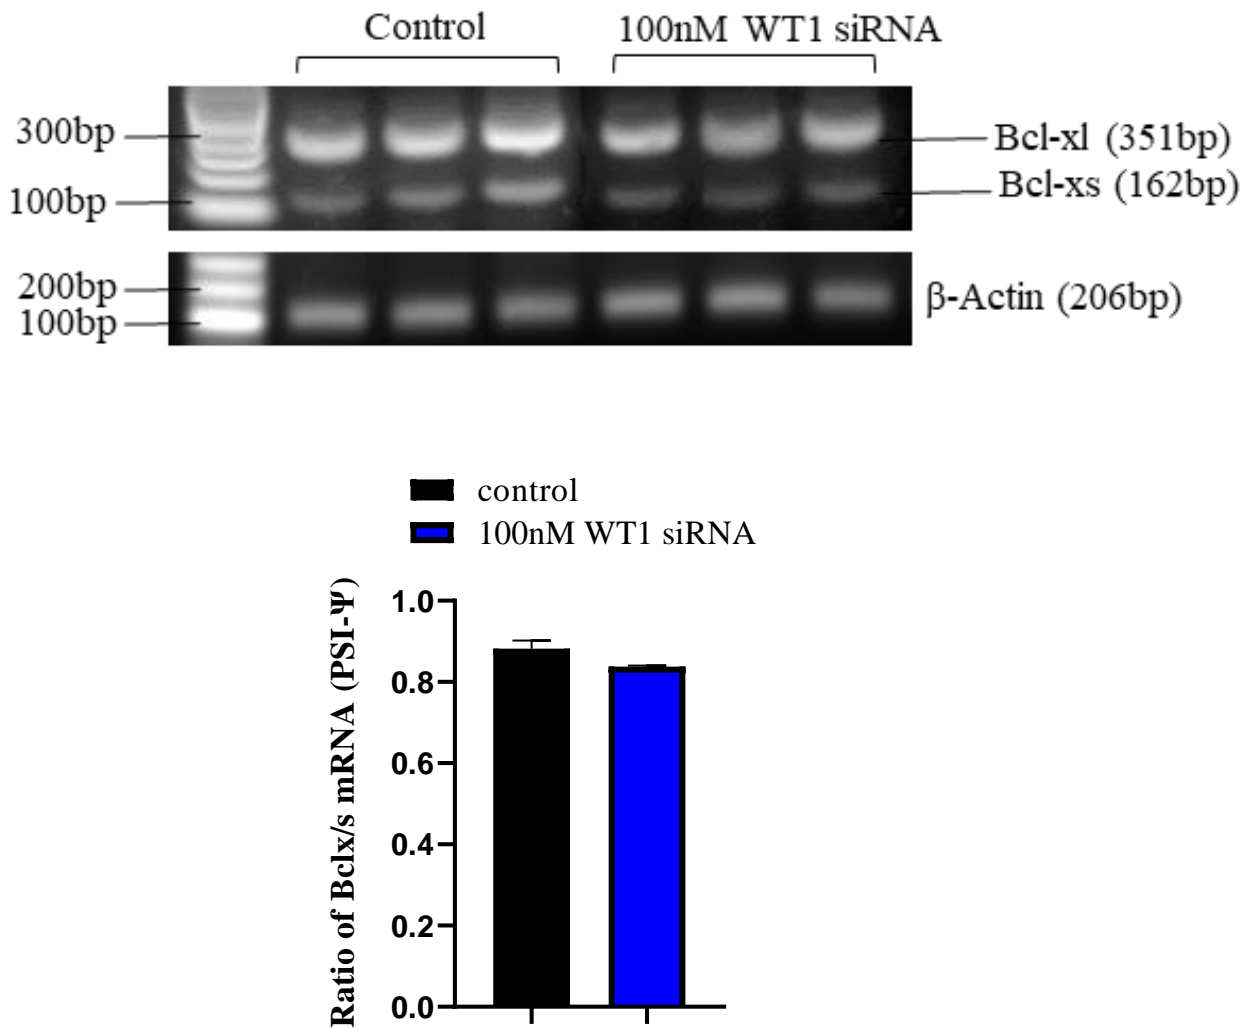 Control
100nM WT1 siRNA
300bp
Bcl-xl (351bp)
Bcl-xs (162bp)
100bp
200bp
β-Actin (206bp)
100bp
control
100nM WT1 siRNA
Ratio of Bclx/s mRNA (PSI-Ψ)
1.0
0.8
0.6
0.4
0.2
0.0